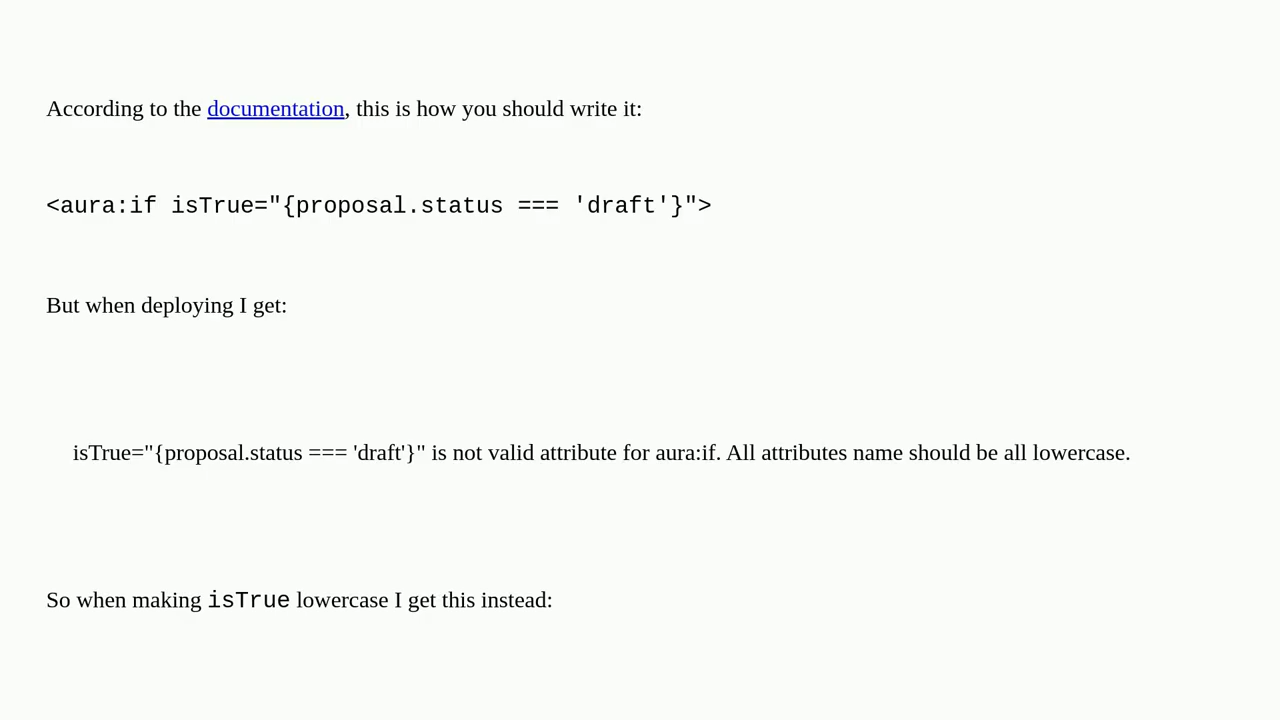 According to the documentation, this is how you should write it:
<aura:if isTrue="{proposal.status === 'draft'}">
But when deploying I get:
isTrue="{proposal.status === 'draft'}" is not valid attribute for aura:if. All attributes name should be all lowercase.
So when making isTrue lowercase I get this instead: